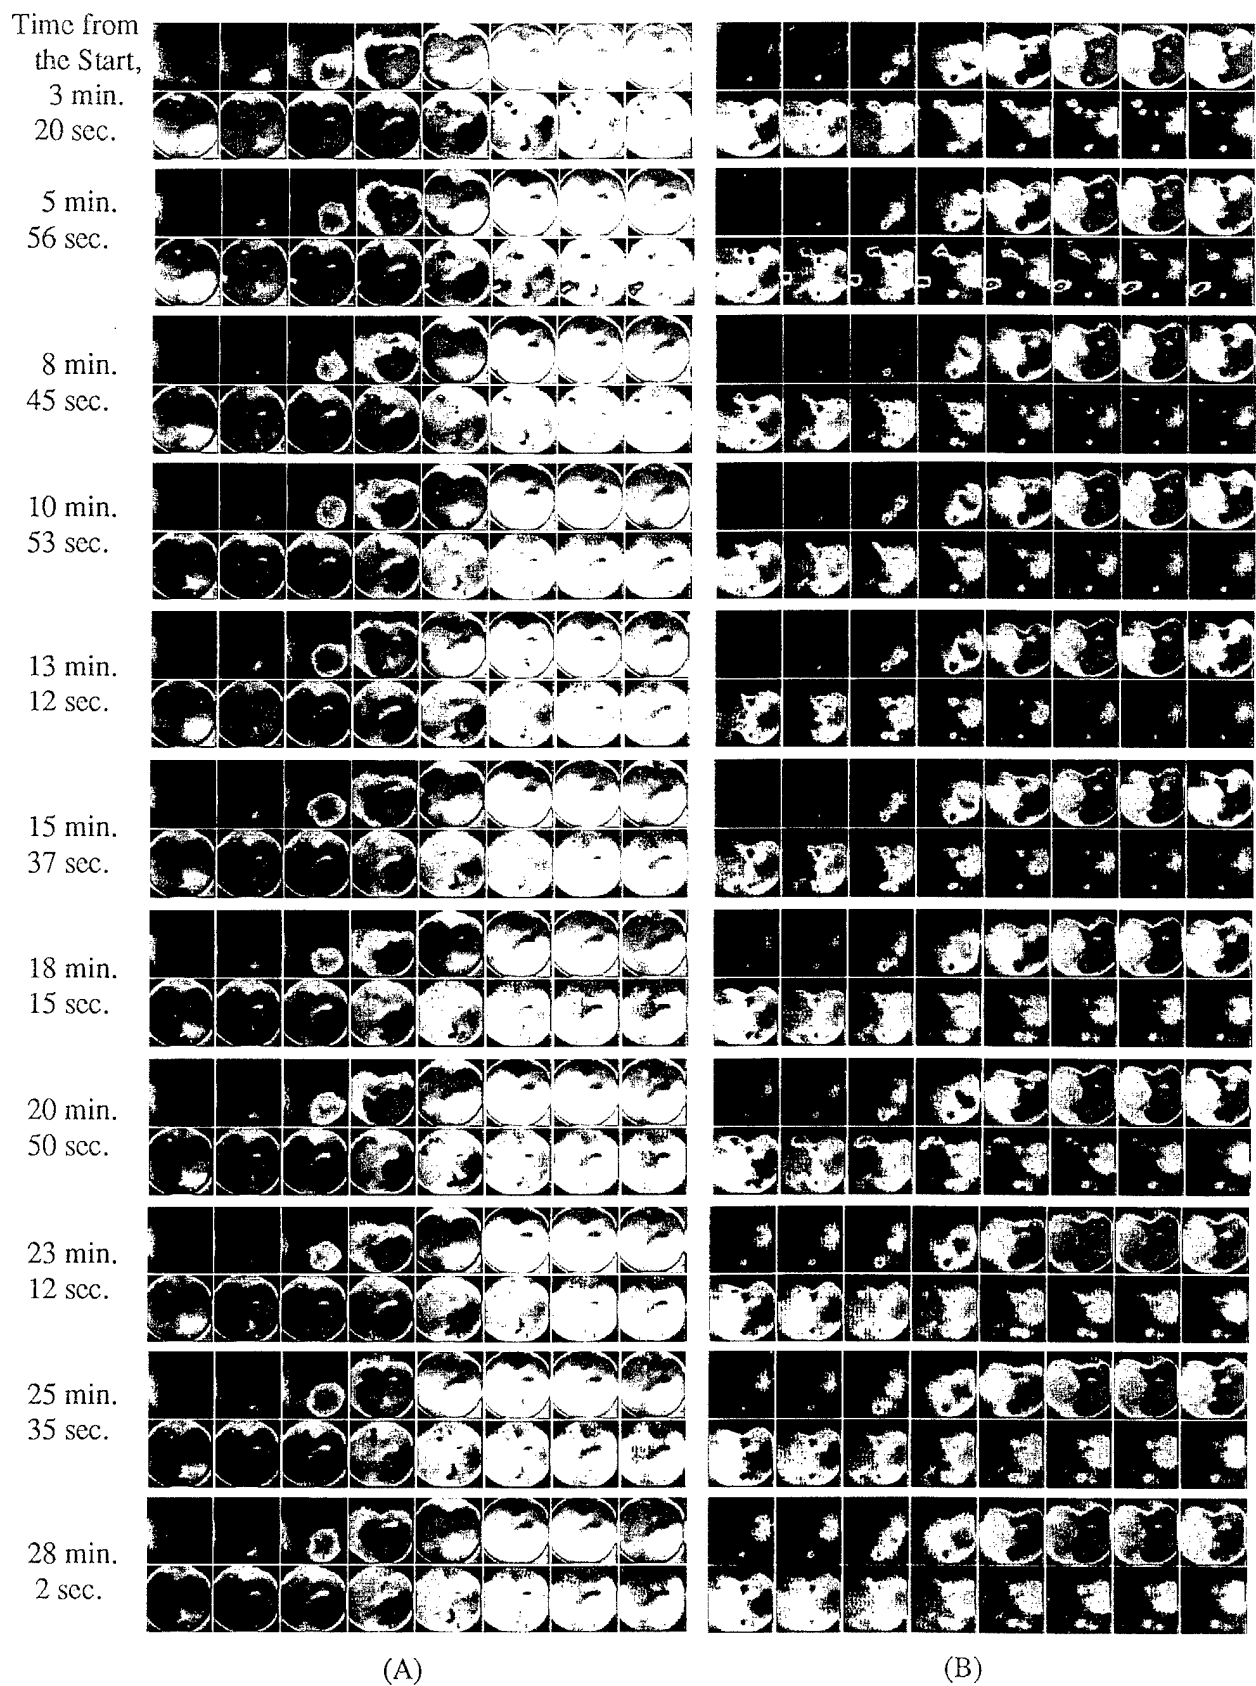 Time from
the Start,
3 min.
20 sec.
5 min.
56 sec.
8 min.
45 sec.
10 min.
53 sec.
13 min.
12 sec.
15 min.
37 sec.
18 min.
15 sec.
20 min.
50 sec.
23 min.
12 sec.
25 min.
35 sec.
28 min.
2 sec.
(A)
(B)